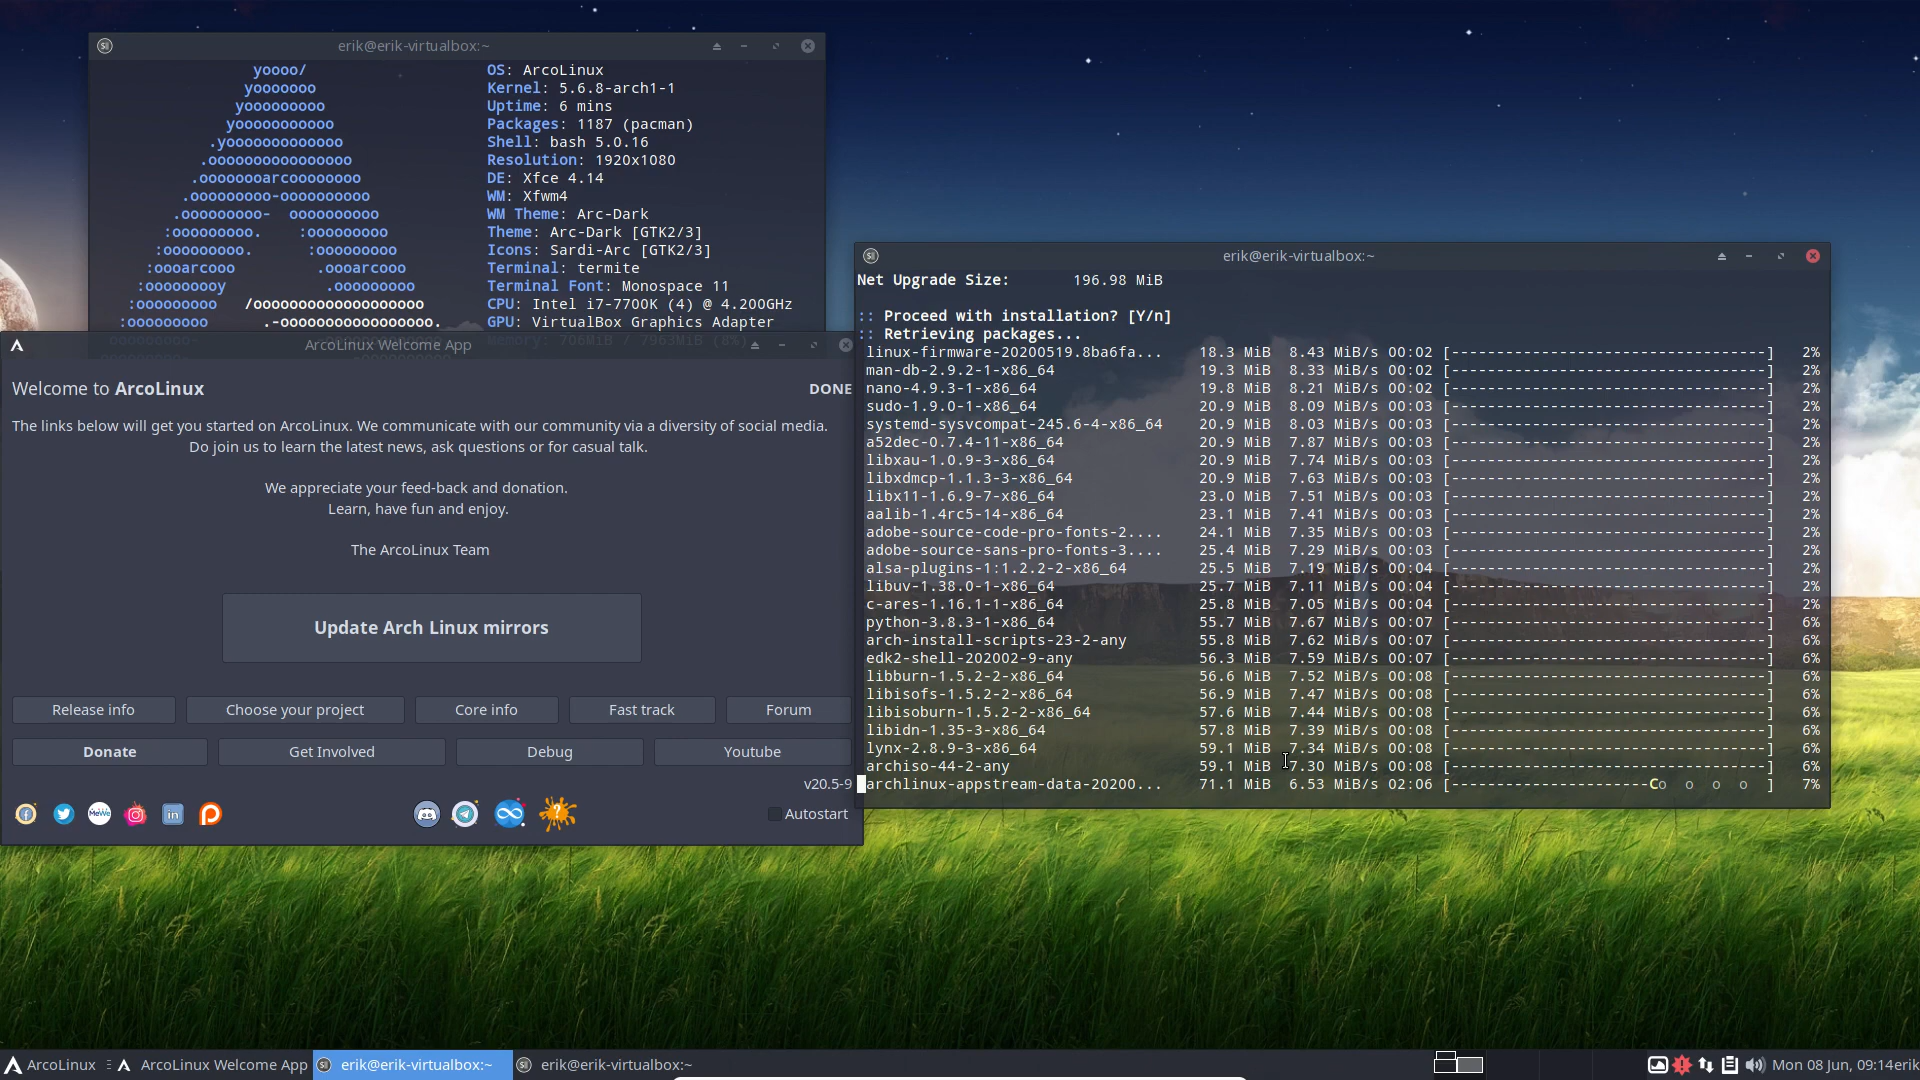 erik@erik-virtualbox:~
yoooo/
yooooooo
yooooooooo
yooooooooooo
.yooooooooooooo
.oooooooooooooooo
.oooooooarcoooooooo
.ooooooooo-oooooooooo
.ooooooooo-  oooooooooo
:ooooooooo.    :ooooooooo
:ooooooooo.      :ooooooooo
:oooarcooo         .oooarcooo
:ooooooooy           .ooooooooo
:ooooooooo   /ooooooooooooooooooo
:ooooooooo      .-ooooooooooooooooo.
OS: ArcoLinux
Kernel: 5.6.8-arch1-1
Uptime: 6 mins
Packages: 1187 (pacman)
Shell: bash 5.0.16
Resolution: 1920x1080
DE: Xfce 4.14
WM: Xfwm4
WM Theme: Arc-Dark
Theme: Arc-Dark [GTK2/3]
Icons: Sardi-Arc [GTK2/3]
Terminal: termite
Terminal Font: Monospace 11
CPU: Intel i7-7700K (4) @ 4.200GHz
GPU: VirtualBox Graphics Adapter
Memory: 706MiB / 7963MiB (8%)
ArcoLinux Welcome App
Welcome to ArcoLinux
DONE
The links below will get you started on ArcoLinux. We communicate with our community via a diversity of social media.
Do join us to learn the latest news, ask questions or for casual talk.
We appreciate your feed-back and donation.
Learn, have fun and enjoy.
The ArcoLinux Team
Update Arch Linux mirrors
Release info
Choose your project
Core info
Fast track
Forum
Donate
Get Involved
Debug
Youtube
v20.5-9
MeWe
in
Autostart
erik@erik-virtualbox:~
Net Upgrade Size:       196.98 MiB
:: Proceed with installation? [Y/n]
:: Retrieving packages...
linux-firmware-20200519.8ba6fa...    18.3 MiB  8.43 MiB/s 00:02 [-----------------------------------]   2%
man-db-2.9.2-1-x86_64    19.3 MiB  8.33 MiB/s 00:02 [-----------------------------------]   2%
nano-4.9.3-1-x86_64    19.8 MiB  8.21 MiB/s 00:02 [-----------------------------------]   2%
sudo-1.9.0-1-x86_64    20.9 MiB  8.09 MiB/s 00:03 [-----------------------------------]   2%
systemd-sysvcompat-245.6-4-x86_64    20.9 MiB  8.03 MiB/s 00:03 [-----------------------------------]   2%
a52dec-0.7.4-11-x86_64    20.9 MiB  7.87 MiB/s 00:03 [-----------------------------------]   2%
libxau-1.0.9-3-x86_64    20.9 MiB  7.74 MiB/s 00:03 [-----------------------------------]   2%
libxdmcp-1.1.3-3-x86_64    20.9 MiB  7.63 MiB/s 00:03 [-----------------------------------]   2%
libx11-1.6.9-7-x86_64    23.0 MiB  7.51 MiB/s 00:03 [-----------------------------------]   2%
aalib-1.4rc5-14-x86_64    23.1 MiB  7.41 MiB/s 00:03 [-----------------------------------]   2%
adobe-source-code-pro-fonts-2....    24.1 MiB  7.35 MiB/s 00:03 [-----------------------------------]   2%
adobe-source-sans-pro-fonts-3....    25.4 MiB  7.29 MiB/s 00:03 [-----------------------------------]   2%
alsa-plugins-1:1.2.2-2-x86_64    25.5 MiB  7.19 MiB/s 00:04 [-----------------------------------]   2%
libuv-1.38.0-1-x86_64    25.7 MiB  7.11 MiB/s 00:04 [-----------------------------------]   2%
c-ares-1.16.1-1-x86_64    25.8 MiB  7.05 MiB/s 00:04 [-----------------------------------]   2%
python-3.8.3-1-x86_64    55.7 MiB  7.67 MiB/s 00:07 [-----------------------------------]   6%
arch-install-scripts-23-2-any    55.8 MiB  7.62 MiB/s 00:07 [-----------------------------------]   6%
edk2-shell-202002-9-any    56.3 MiB  7.59 MiB/s 00:07 [-----------------------------------]   6%
libburn-1.5.2-2-x86_64    56.6 MiB  7.52 MiB/s 00:08 [-----------------------------------]   6%
libisofs-1.5.2-2-x86_64    56.9 MiB  7.47 MiB/s 00:08 [-----------------------------------]   6%
libisoburn-1.5.2-2-x86_64    57.6 MiB  7.44 MiB/s 00:08 [-----------------------------------]   6%
libidn-1.35-3-x86_64    57.8 MiB  7.39 MiB/s 00:08 [-----------------------------------]   6%
lynx-2.8.9-3-x86_64    59.1 MiB  7.34 MiB/s 00:08 [-----------------------------------]   6%
archiso-44-2-any    59.1 MiB  7.30 MiB/s 00:08 [-----------------------------------]   6%
archlinux-appstream-data-20200...    71.1 MiB  6.53 MiB/s 02:06 [----------------------Co  o  o  o  ]   7%
ArcoLinux
ArcoLinux Welcome App
erik@erik-virtualbox:~
erik@erik-virtualbox:~
Mon 08 Jun, 09:14
erik